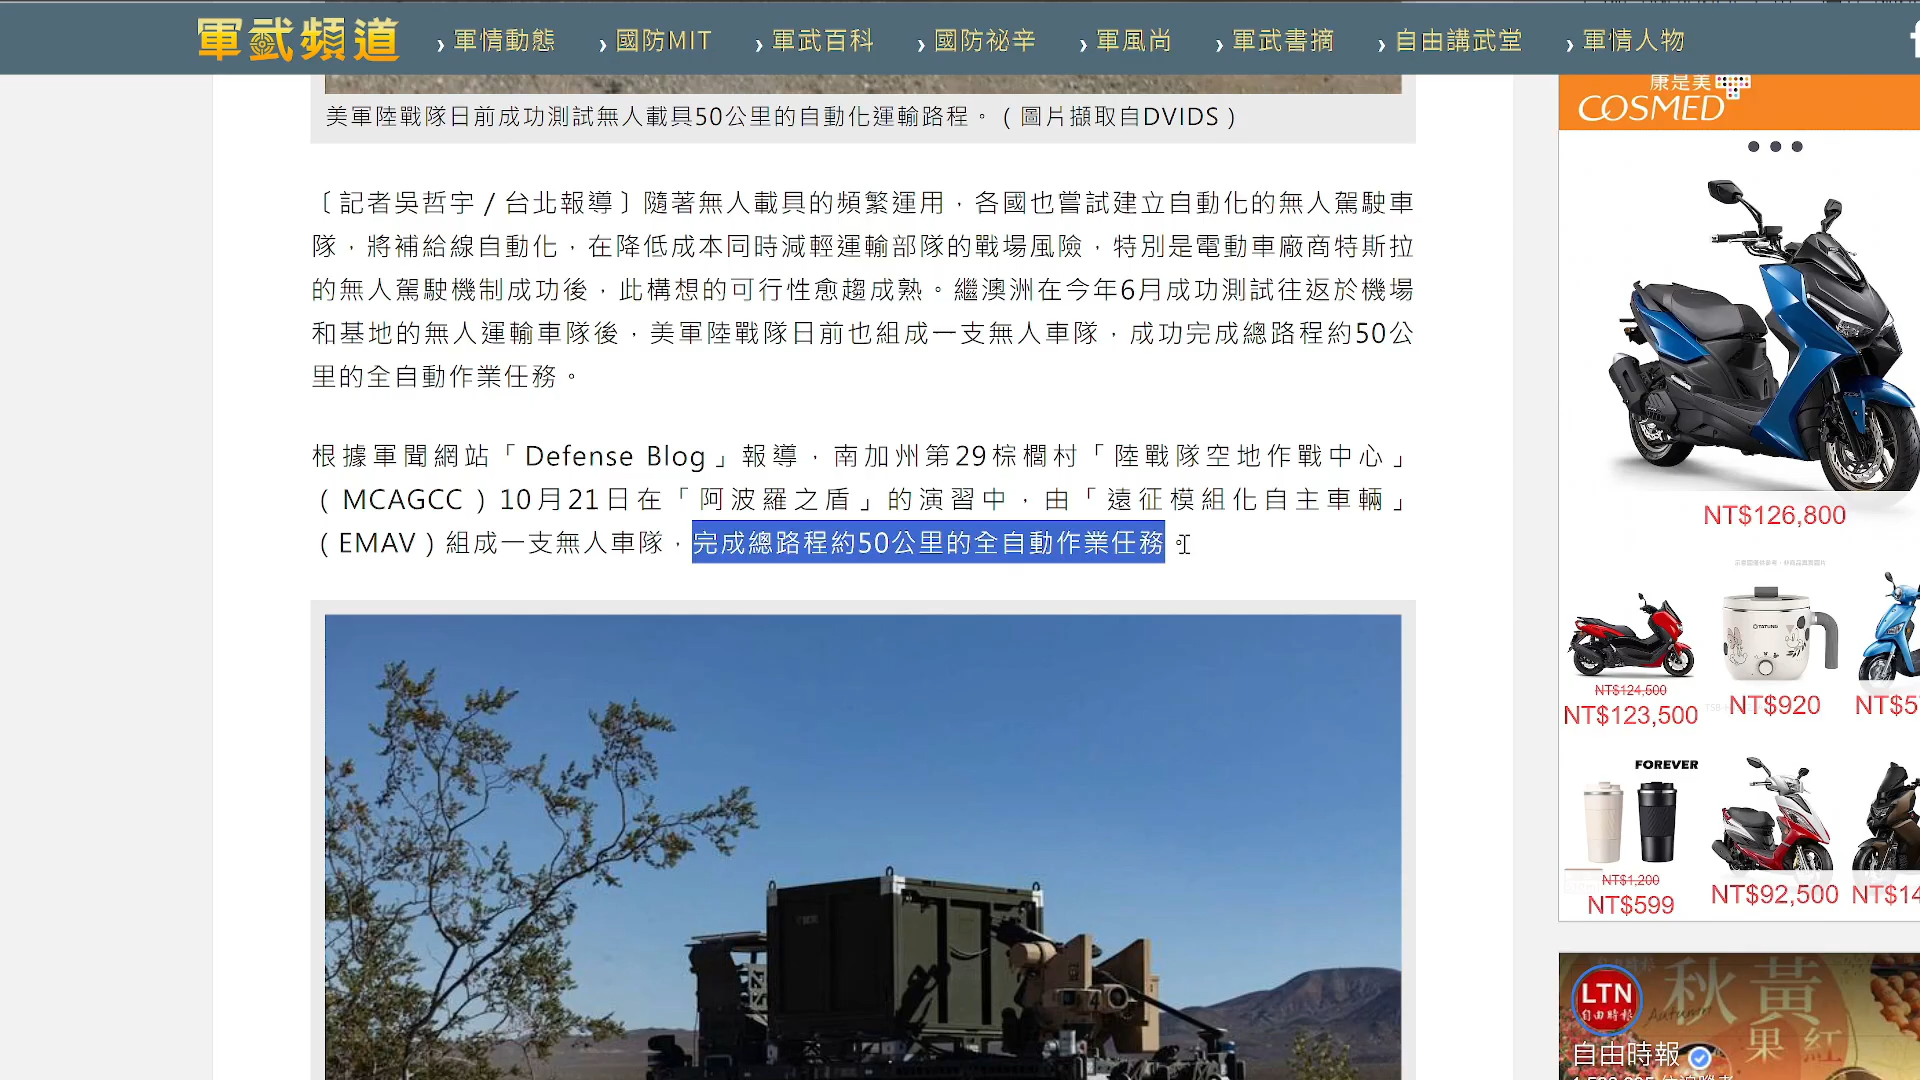 軍武頻道 › 軍情動態 › 國防MIT › 軍武百科 › 國防祕辛 › 軍風尚 › 軍武書摘 › 自由講武堂 › 軍情人物
美軍陸戰隊日前成功測試無人載具50公里的自動化運輸路程。（圖片擷取自DVIDS）
〔記者吳哲宇／台北報導〕隨著無人載具的頻繁運用，各國也嘗試建立自動化的無人駕駛車
隊，將補給線自動化，在降低成本同時減輕運輸部隊的戰場風險，特別是電動車廠商特斯拉
的無人駕駛機制成功後，此構想的可行性愈趨成熟。繼澳洲在今年6月成功測試往返於機場
和基地的無人運輸車隊後，美軍陸戰隊日前也組成一支無人車隊，成功完成總路程約50公
里的全自動作業任務。
根據軍聞網站「Defense Blog」報導，南加州第29棕櫚村「陸戰隊空地作戰中心」
（MCAGCC）10月21日在「阿波羅之盾」的演習中，由「遠征模組化自主車輛」
（EMAV）組成一支無人車隊，完成總路程約50公里的全自動作業任務。
4
康是美
COSMED
NT$126,800
TATUNG
NT$124,500
NT$123,500
NT$920
NT$5
FOREVER
NT$1,200
NT$599
NT$92,500
NT$14
LTN
自由時報
秋黃
Autumn
果紅
自由時報